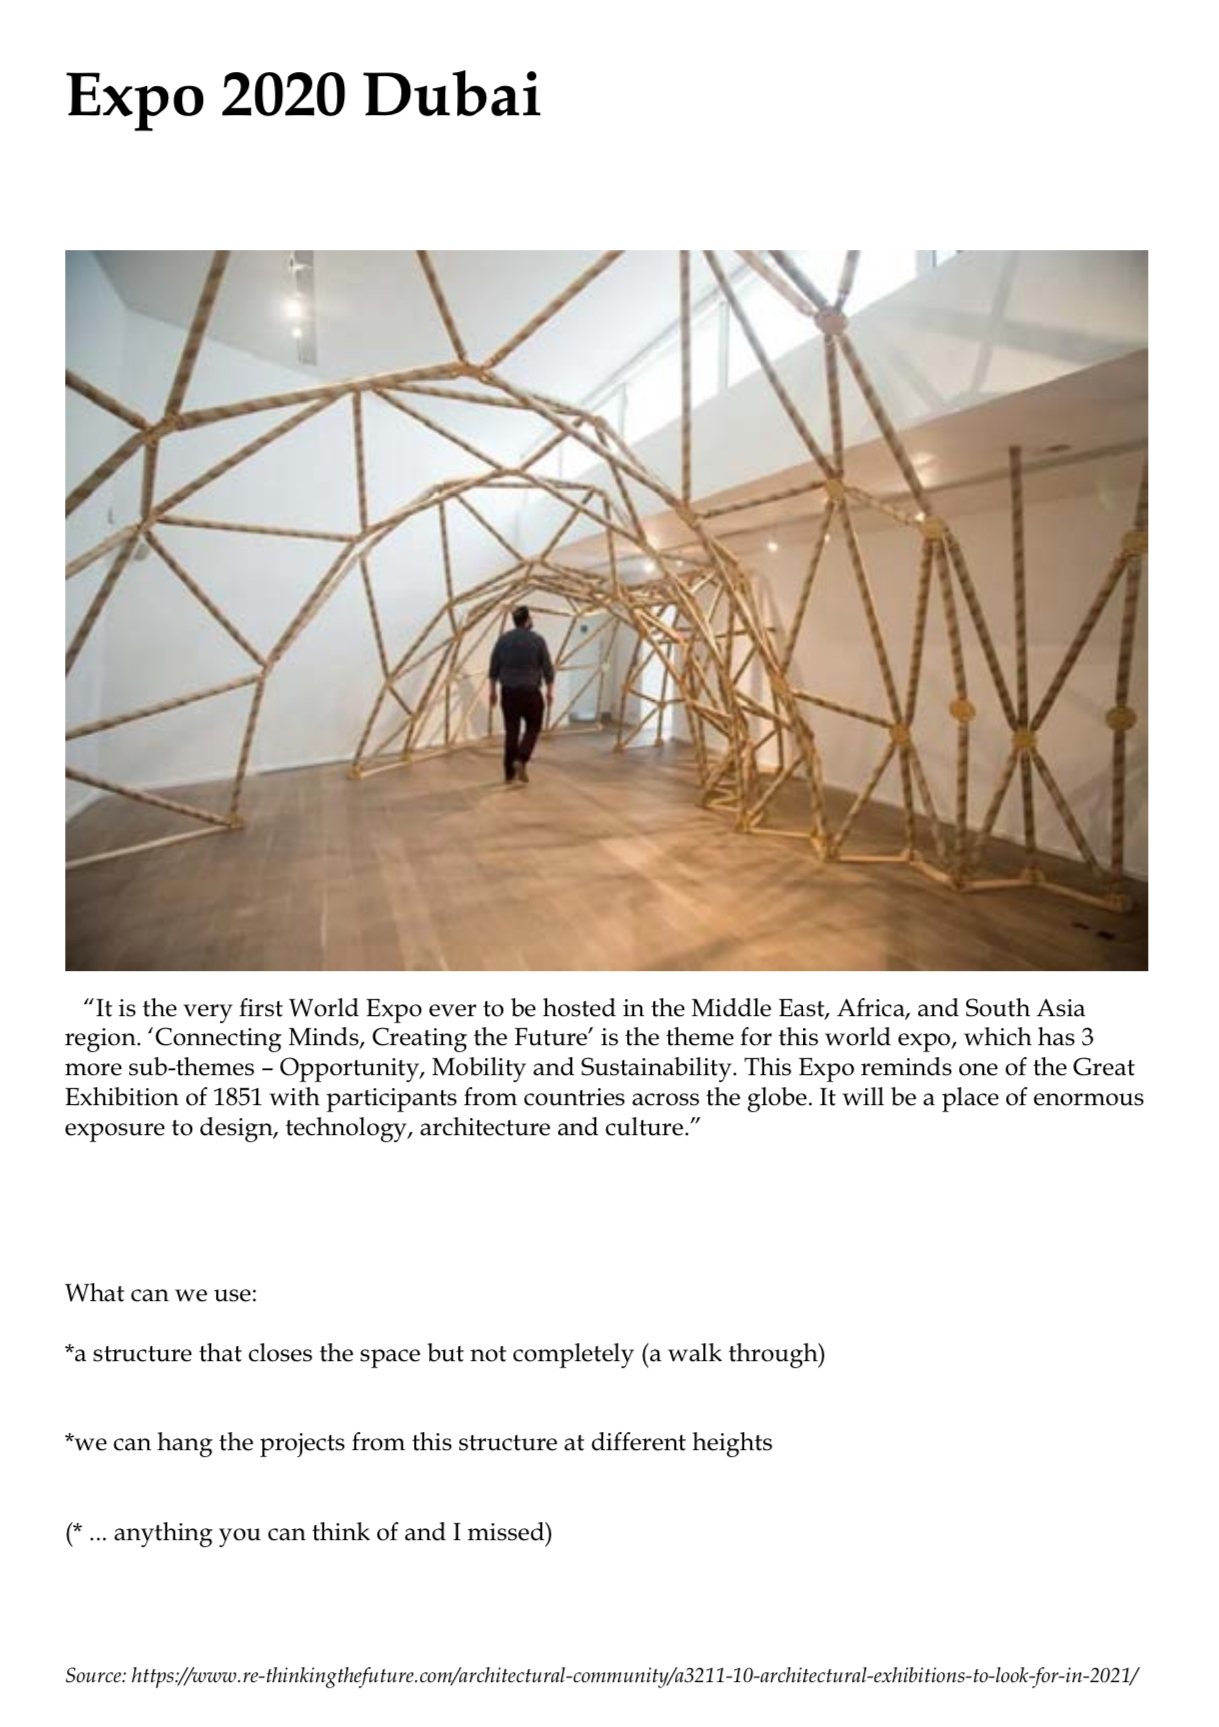 Expo 2020 Dubai
“It is the very first World Expo ever to be hosted in the Middle East, Africa, and South Asia
region. ‘Connecting Minds, Creating the Future’ is the theme for this world expo, which has 3
more sub-themes – Opportunity, Mobility and Sustainability. This Expo reminds one of the Great
Exhibition of 1851 with participants from countries across the globe. It will be a place of enormous
exposure to design, technology, architecture and culture.”
What can we use:
*a structure that closes the space but not completely (a walk through)
*we can hang the projects from this structure at different heights
(* ... anything you can think of and I missed)
Source: https://www.re-thinkingthefuture.com/architectural-community/a3211-10-architectural-exhibitions-to-look-for-in-2021/